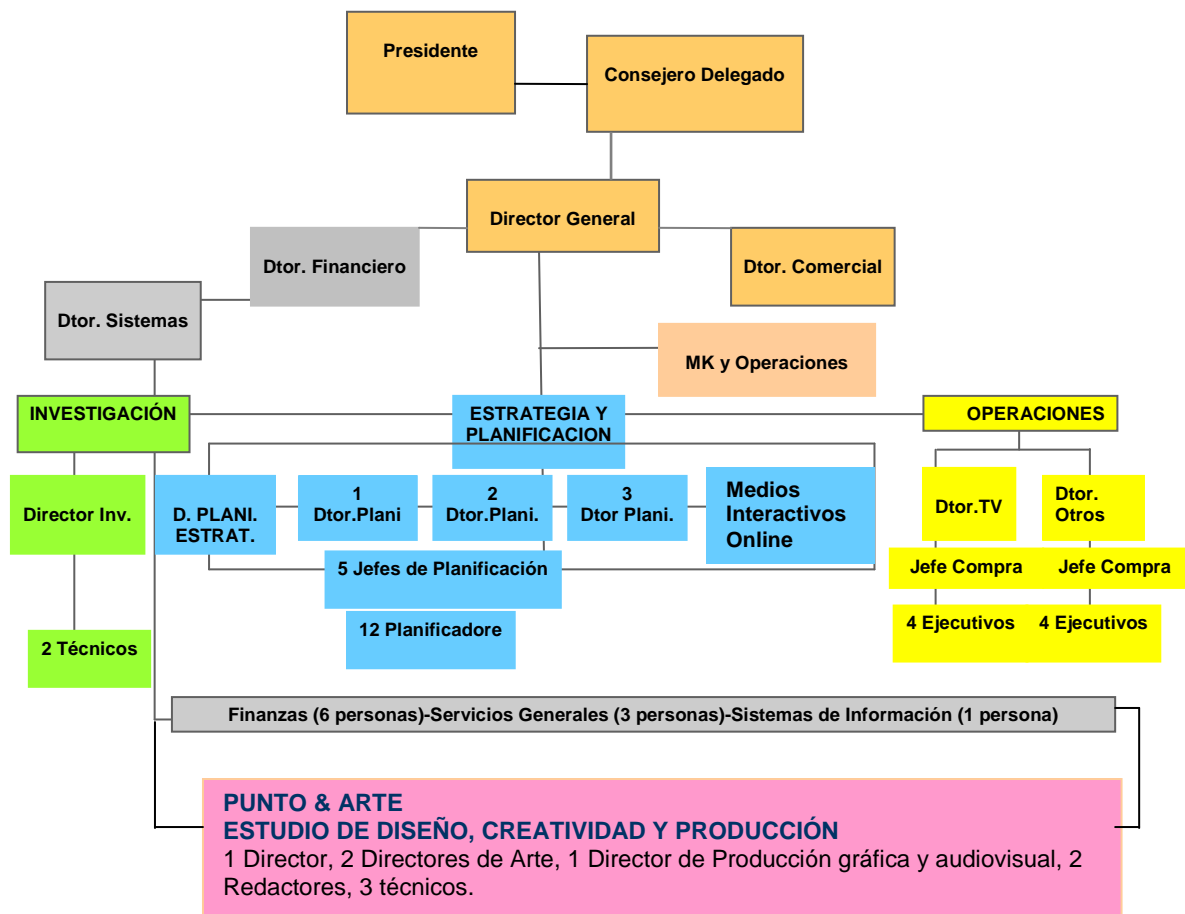 Presidente
Consejero Delegado
Director General
Dtor. Financiero
Dtor. Comercial
Dtor. Sistemas
MK y Operaciones
INVESTIGACIÓN
ESTRATEGIA Y
PLANIFICACION
OPERACIONES
Director Inv.
D. PLANI.
ESTRAT.
1
Dtor.Plani
2
Dtor.Plani.
3
Dtor Plani.
Medios
Interactivos
Online
Dtor.TV
Dtor.
Otros
5 Jefes de Planificación
Jefe Compra
Jefe Compra
12 Planificadore
2 Técnicos
4 Ejecutivos
4 Ejecutivos
Finanzas (6 personas)-Servicios Generales (3 personas)-Sistemas de Información (1 persona)
PUNTO & ARTE
ESTUDIO DE DISEÑO, CREATIVIDAD Y PRODUCCIÓN
1 Director, 2 Directores de Arte, 1 Director de Producción gráfica y audiovisual, 2
Redactores, 3 técnicos.